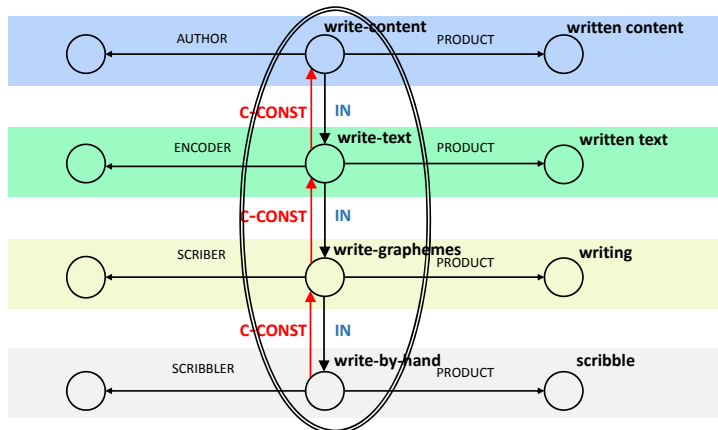 write-content
written content
AUTHOR
PRODUCT
C-CONST
IN
write-text
written text
ENCODER
PRODUCT
C-CONST
IN
write-graphemes
writing
SCRIBER
PRODUCT
C-CONST
IN
write-by-hand
scribble
SCRIBBLER
PRODUCT